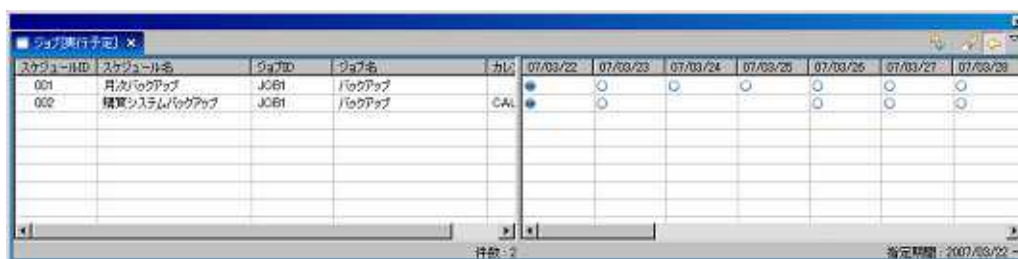 ジョブ[実行予定]
スケジュールID スケジュール名 ジョブID ジョブ名 カレ 07/03/22 07/03/23 07/03/24 07/03/25 07/03/26 07/03/27 07/03/28
001 月次バックアップ JOB1 バックアップ
002 購買システムバックアップ JOB1 バックアップ CAL
件数 : 2 指定期間 : 2007/03/22 -